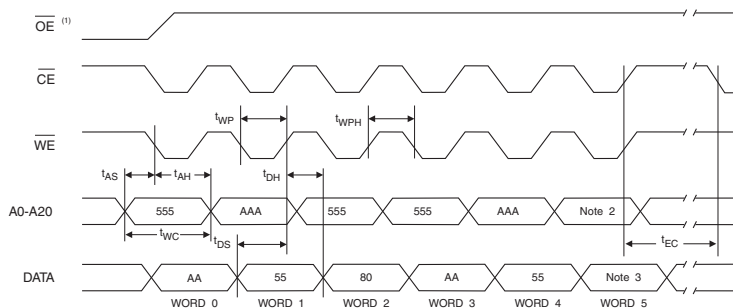 OE (1)
CE
tWP
tWPH
WE
tAS
tAH
tDH
A0-A20
555
AAA
555
555
AAA
Note 2
tWC
tDS
tEC
DATA
AA
55
80
AA
55
Note 3
WORD 0
WORD 1
WORD 2
WORD 3
WORD 4
WORD 5